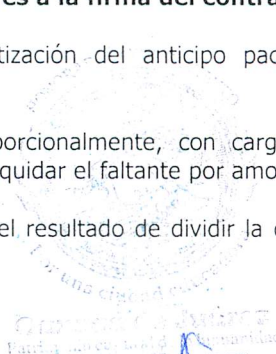 es a la firma del contra
tización del anticipo pac
porcionalmente, con carg
quidar el faltante por amo
el resultado de dividir la